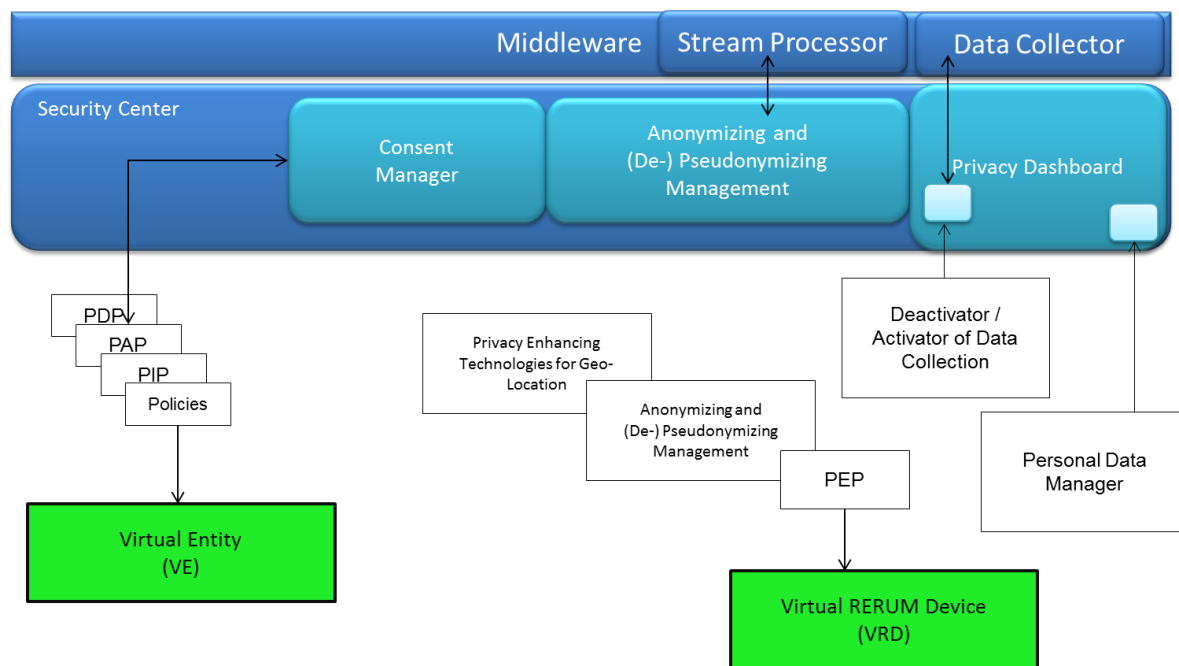 Middleware
Stream Processor
Data Collector
Security Center
Consent
Manager
Anonymizing and
(De-) Pseudonymizing
Management
Privacy Dashboard
PDP
PAP
PIP
Policies
Privacy Enhancing
Technologies for Geo-
Location
Anonymizing and
(De-) Pseudonymizing
Management
PEP
Deactivator /
Activator of Data
Collection
Personal Data
Manager
Virtual Entity
(VE)
Virtual RERUM Device
(VRD)